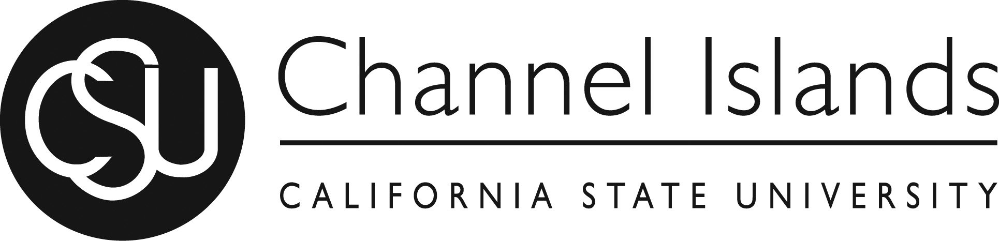 CSU
Channel Islands
CALIFORNIA STATE UNIVERSITY